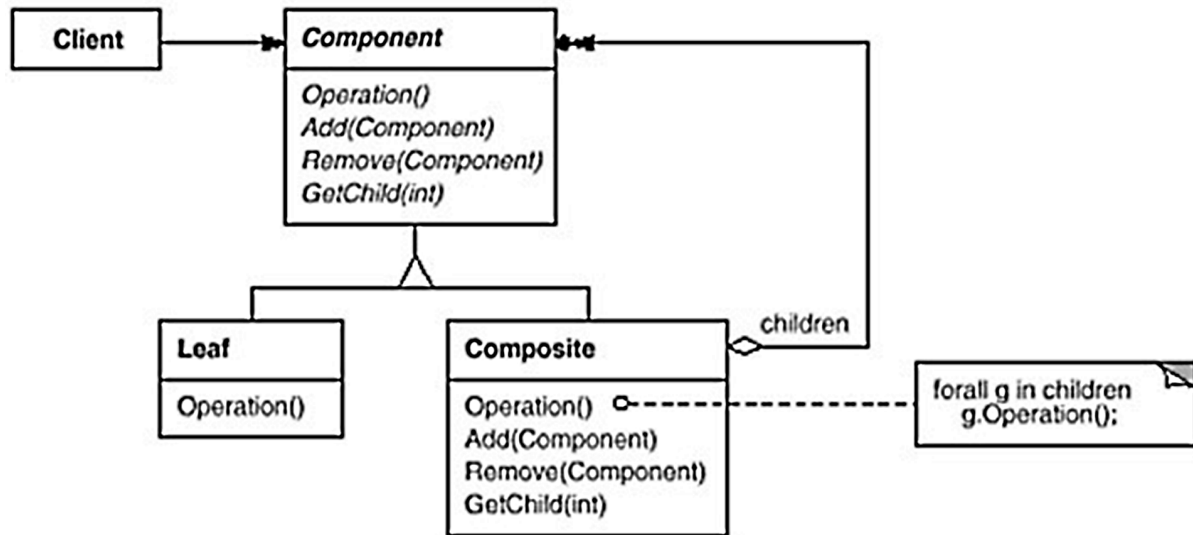 Client
Component
Operation()
Add(Component)
Remove(Component)
GetChild(int)
Leaf
Operation()
Composite
Operation()
Add(Component)
Remove(Component)
GetChild(int)
children
forall g in children
g.Operation();